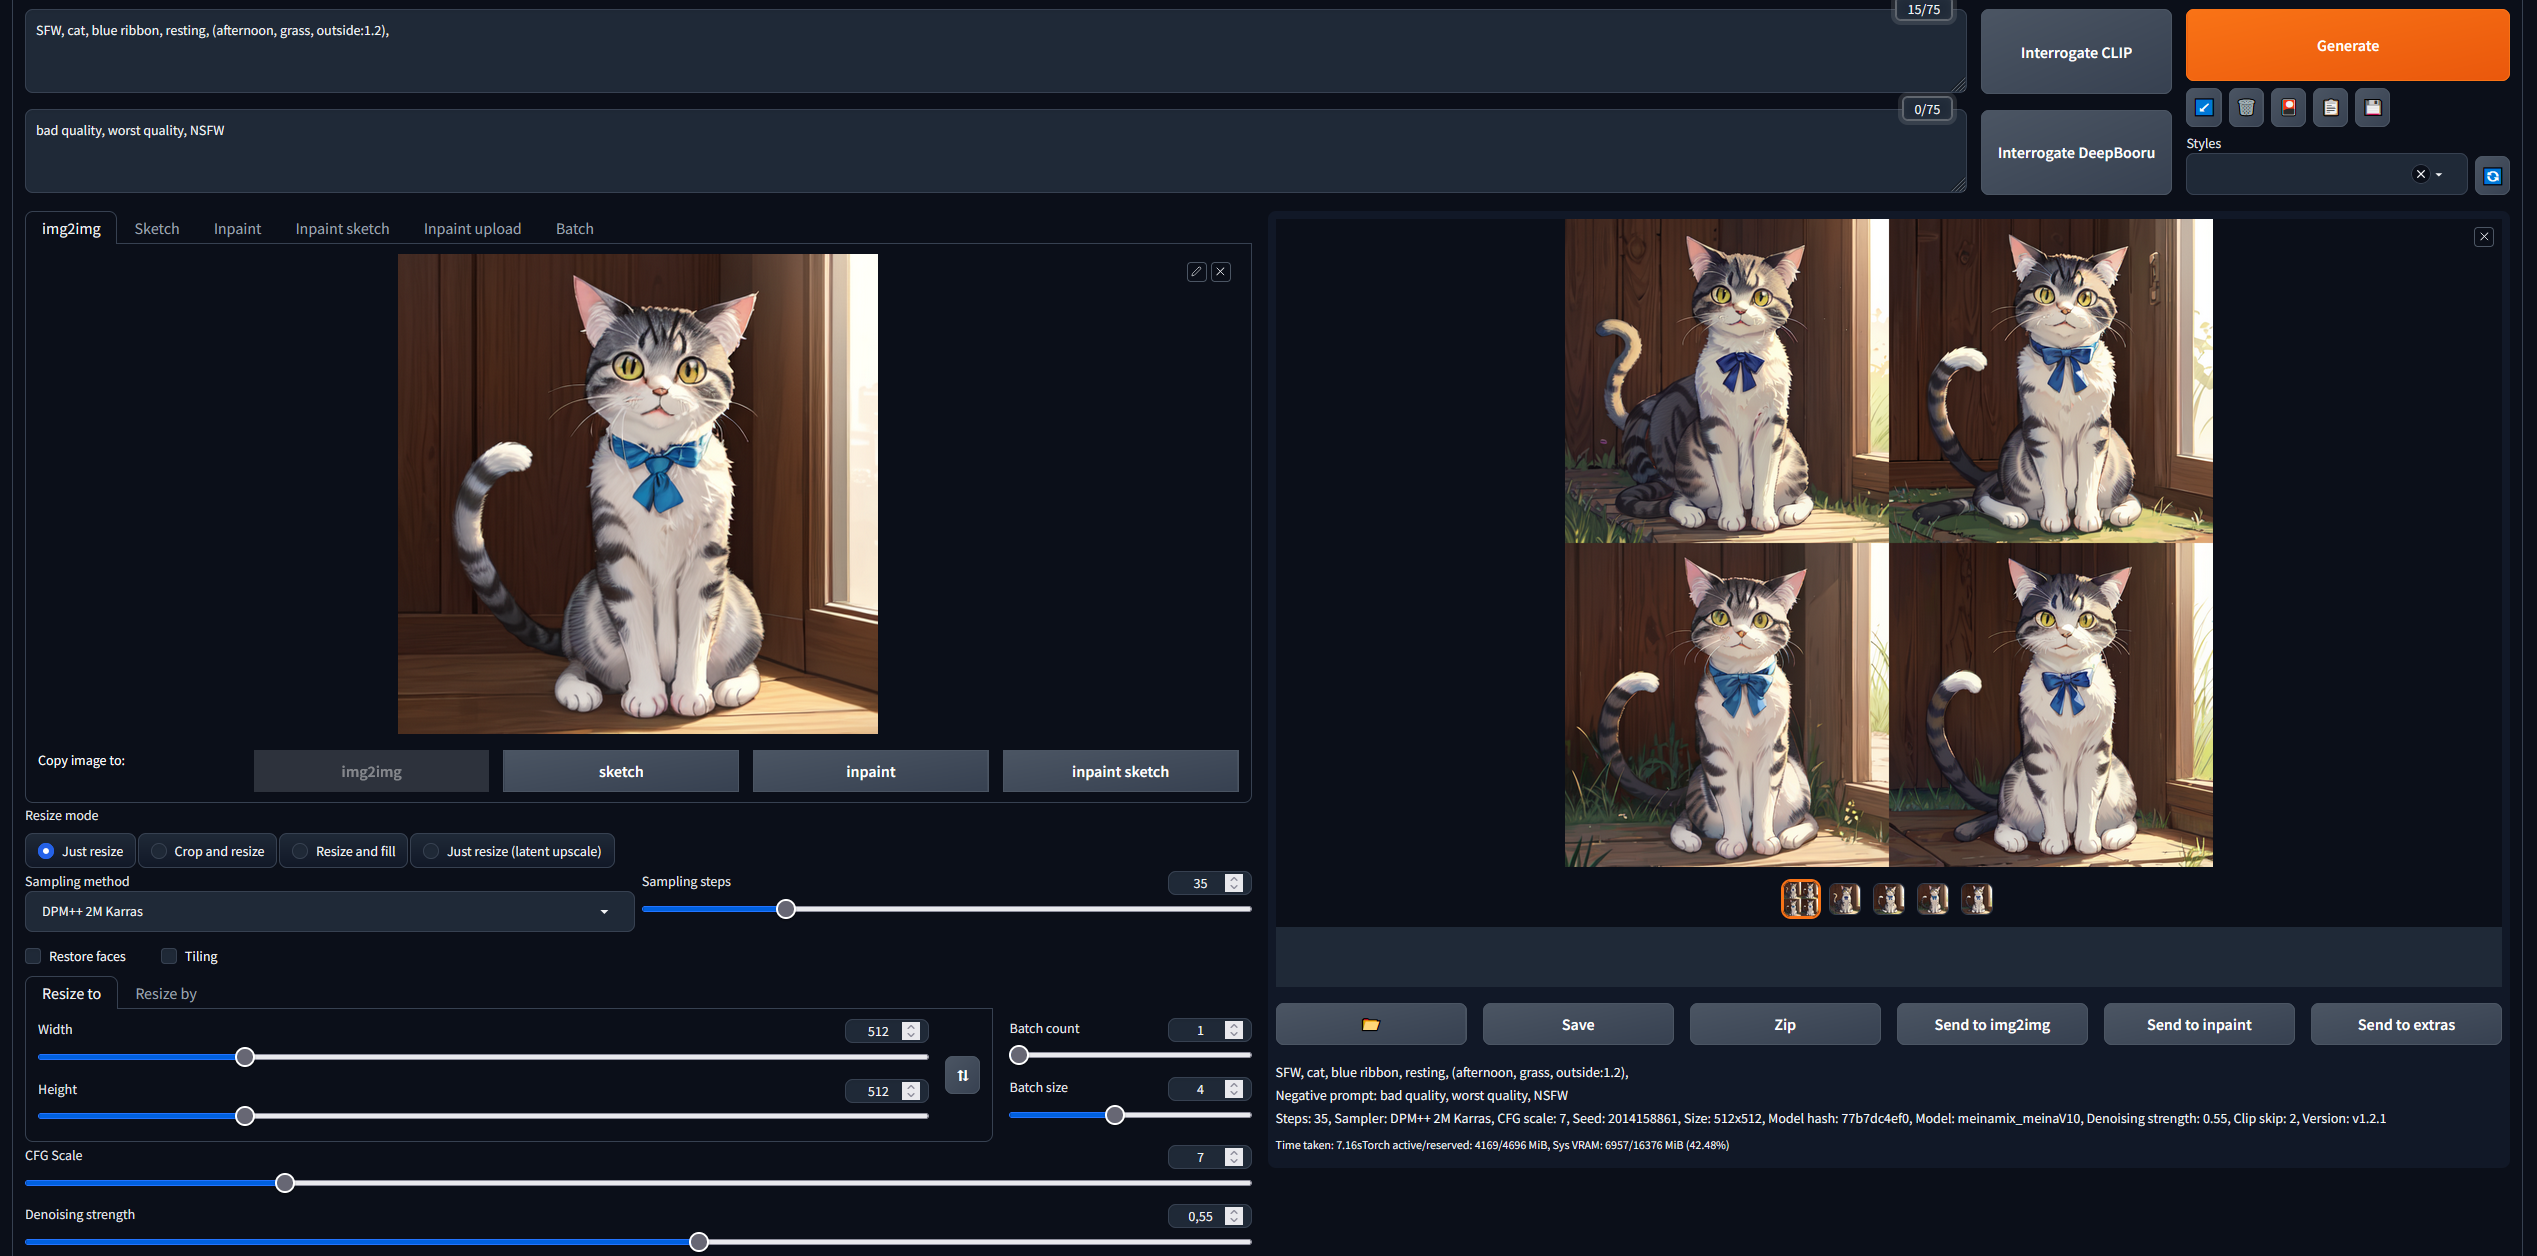 15/75
SFW, cat, blue ribbon, resting, (afternoon, grass, outside:1.2),
Interrogate CLIP
Generate
0/75
bad quality, worst quality, NSFW
Interrogate DeepBooru
Styles
img2img Sketch Inpaint Inpaint sketch Inpaint upload Batch
Copy image to:
img2img sketch inpaint inpaint sketch
Resize mode
Just resize Crop and resize Resize and fill Just resize (latent upscale)
Sampling method
DPM++ 2M Karras
Sampling steps 35
Restore faces Tiling
Resize to Resize by
Width 512
Height 512
Batch count 1
Batch size 4
CFG Scale 7
Denoising strength 0,55
Save Zip Send to img2img Send to inpaint Send to extras
SFW, cat, blue ribbon, resting, (afternoon, grass, outside:1.2),
Negative prompt: bad quality, worst quality, NSFW
Steps: 35, Sampler: DPM++ 2M Karras, CFG scale: 7, Seed: 2014158861, Size: 512x512, Model hash: 77b7dc4ef0, Model: meinamix_meinaV10, Denoising strength: 0.55, Clip skip: 2, Version: v1.2.1
Time taken: 7.16sTorch active/reserved: 4169/4696 MiB, Sys VRAM: 6957/16376 MiB (42.48%)